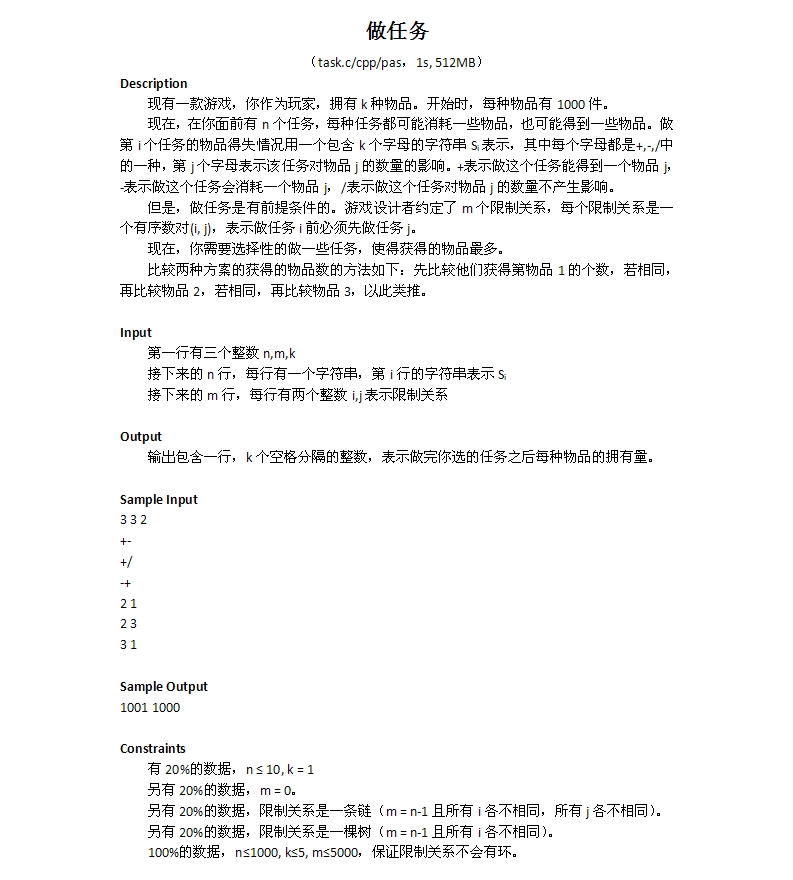 做任务
（task.c/cpp/pas，1s, 512MB）
Description
现有一款游戏，你作为玩家，拥有 k 种物品。开始时，每种物品有 1000 件。
现在，在你面前有 n 个任务，每种任务都可能消耗一些物品，也可能得到一些物品。做
第 i 个任务的物品得失情况用一个包含 k 个字母的字符串 Si 表示，其中每个字母都是+,-,/中
的一种，第 j 个字母表示该任务对物品 j 的数量的影响。+表示做这个任务能得到一个物品 j，
-表示做这个任务会消耗一个物品 j，/表示做这个任务对物品 j 的数量不产生影响。
但是，做任务是有前提条件的。游戏设计者约定了 m 个限制关系，每个限制关系是一
个有序数对(i, j)，表示做任务 i 前必须先做任务 j。
现在，你需要选择性的做一些任务，使得获得的物品最多。
比较两种方案的获得的物品数的方法如下：先比较他们获得第物品 1 的个数，若相同，
再比较物品 2，若相同，再比较物品 3，以此类推。
Input
第一行有三个整数 n,m,k
接下来的 n 行，每行有一个字符串，第 i 行的字符串表示 Si
接下来的 m 行，每行有两个整数 i,j 表示限制关系
Output
输出包含一行，k 个空格分隔的整数，表示做完你选的任务之后每种物品的拥有量。
Sample Input
3 3 2
+-
+/
-+
2 1
2 3
3 1
Sample Output
1001 1000
Constraints
有 20%的数据，n ≤ 10, k = 1
另有 20%的数据，m = 0。
另有 20%的数据，限制关系是一条链（m = n-1 且所有 i 各不相同，所有 j 各不相同）。
另有 20%的数据，限制关系是一棵树（m = n-1 且所有 i 各不相同）。
100%的数据，n≤1000, k≤5, m≤5000，保证限制关系不会有环。